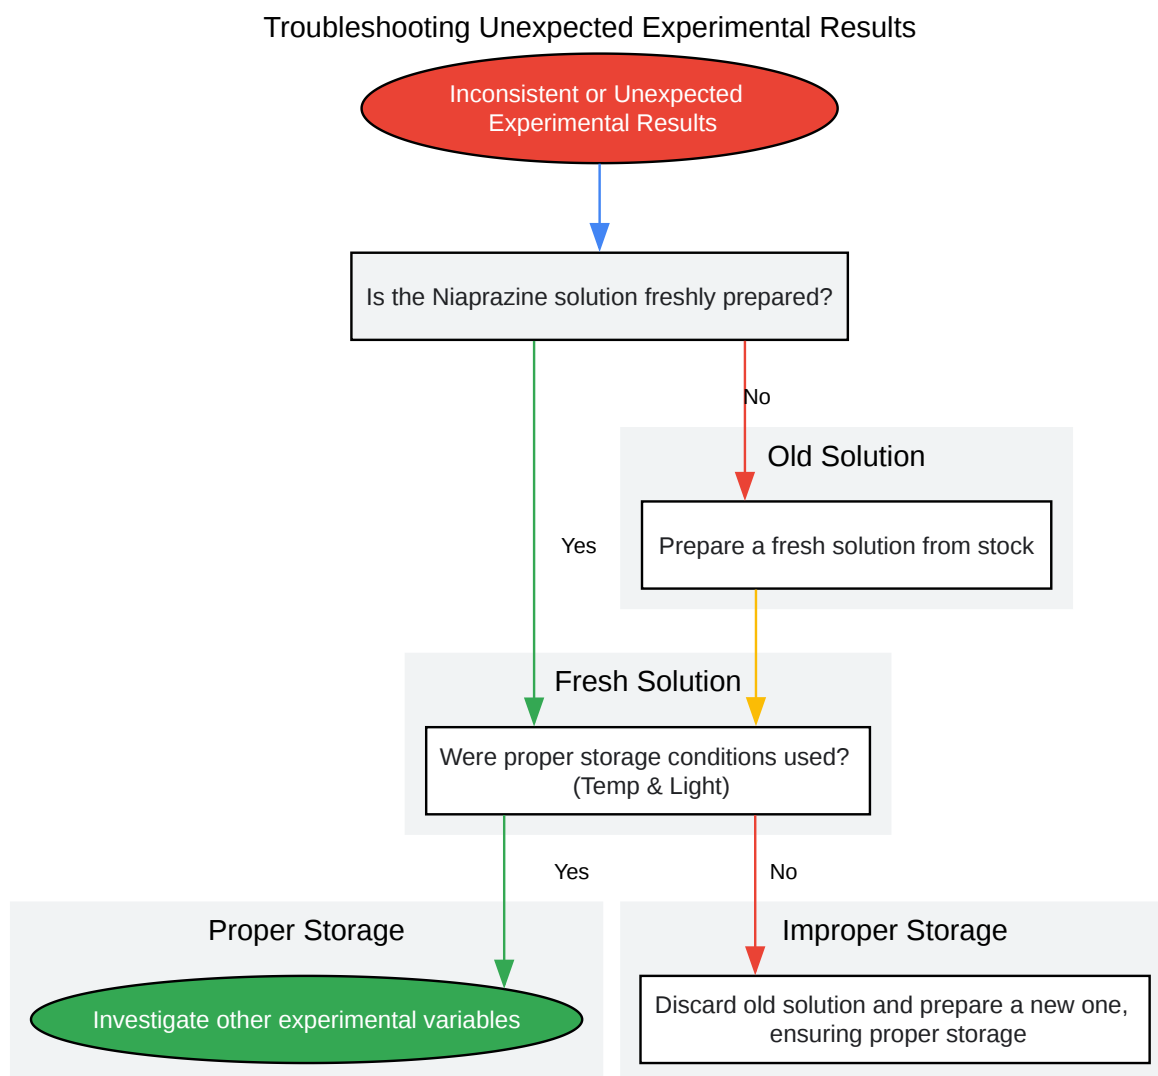 Troubleshooting Unexpected Experimental Results
Inconsistent or Unexpected
Experimental Results
Is the Niaprazine solution freshly prepared?
No
Old Solution
Yes
Prepare a fresh solution from stock
Fresh Solution
Were proper storage conditions used?
(Temp & Light)
Yes
No
Proper Storage
Improper Storage
Investigate other experimental variables
Discard old solution and prepare a new one,
ensuring proper storage